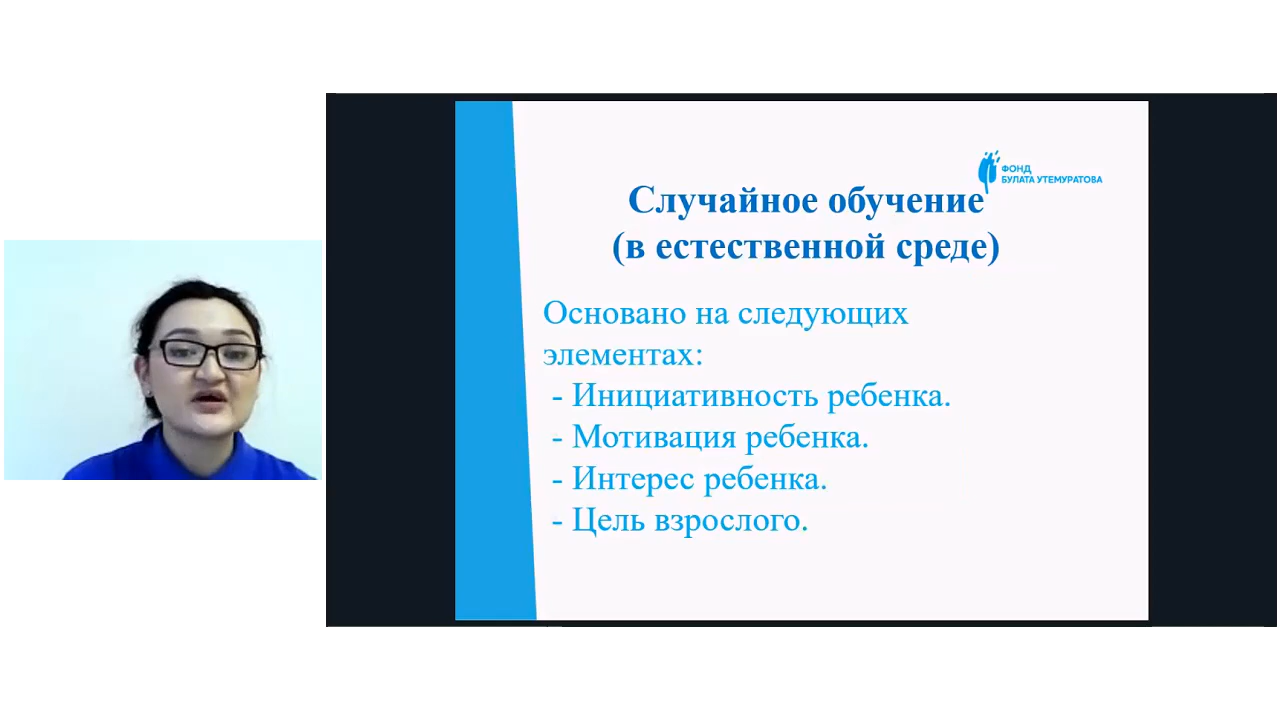 ФОНД
БУЛАТА УТЕМУРАТОВА
Случайное обучение
(в естественной среде)
Основано на следующих
элементах:
- Инициативность ребенка.
- Мотивация ребенка.
- Интерес ребенка.
- Цель взрослого.